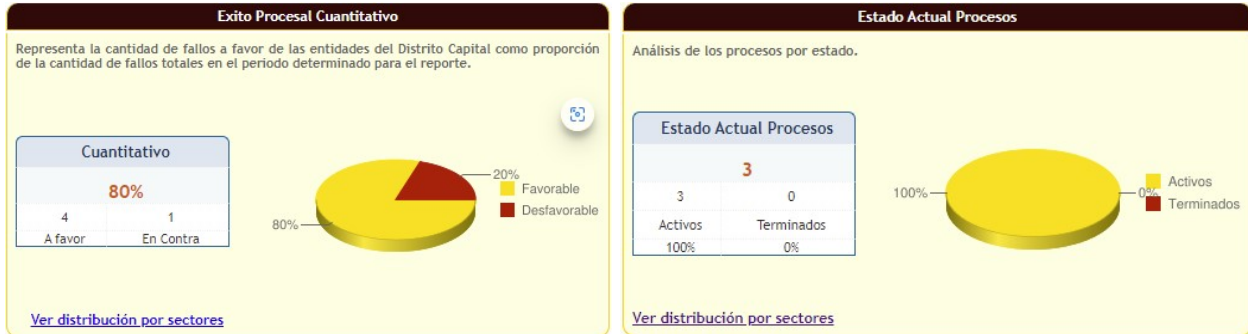 Exito Procesal Cuantitativo
Representa la cantidad de fallos a favor de las entidades del Distrito Capital como proporción
de la cantidad de fallos totales en el periodo determinado para el reporte.
Cuantitativo
80%
4 1
A favor En Contra
20%
80%
Favorable
Desfavorable
Ver distribución por sectores
Estado Actual Procesos
Análisis de los procesos por estado.
Estado Actual Procesos
3
3 0
Activos Terminados
100% 0%
100%
0%
Activos
Terminados
Ver distribución por sectores